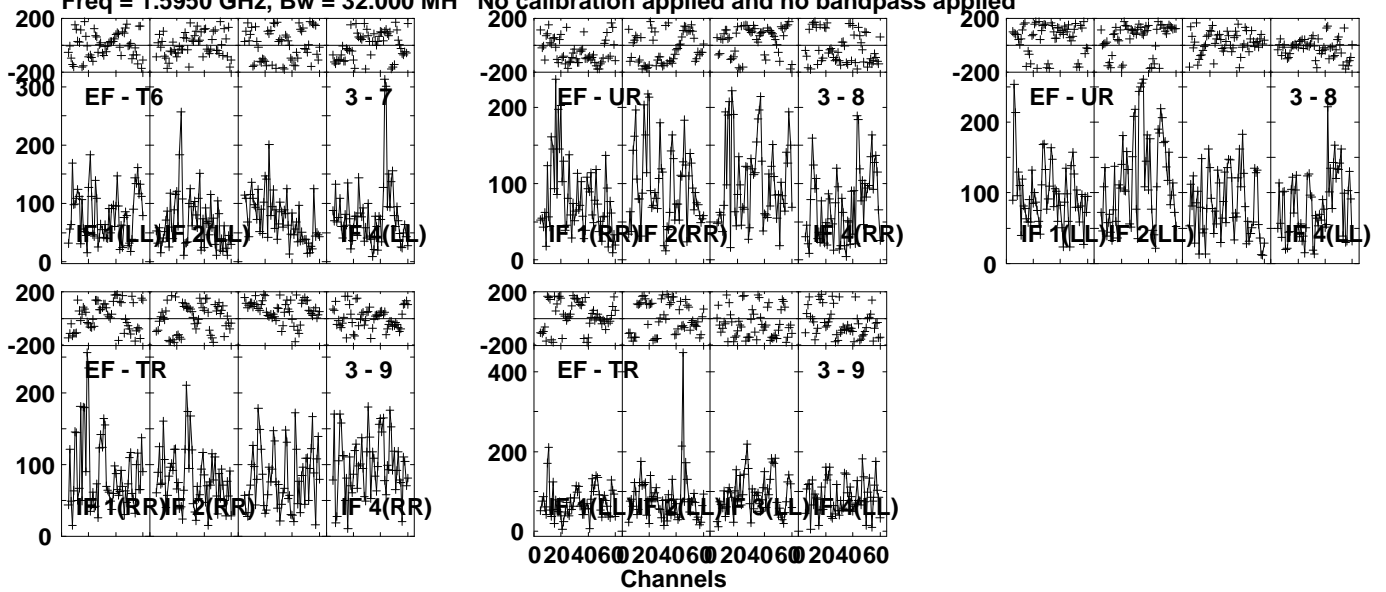 Freq = 1.5950 GHz, Bw = 32.000 MH No calibration applied and no bandpass applied
200 200 200
-200 -200 -200
300 EF - T6 3 - 7 200 EF - UR 3 - 8 200 EF - UR 3 - 8
200
100 100 100
IF 1(LL) IF 2(LL) IF 4(LL) IF 1(RR) IF 2(RR) IF 4(RR) IF 1(LL) IF 2(LL) IF 4(LL)
0 0 0
200 200
-200 -200
EF - TR 3 - 9 400 EF - TR 3 - 9
200 200
100
IF 1(RR) IF 2(RR) IF 4(RR) IF 1(LL) IF 2(LL) IF 3(LL) IF 4(LL)
0 0
0 20 40 60 0 20 40 60 0 20 40 60 0 20 40 60
Channels